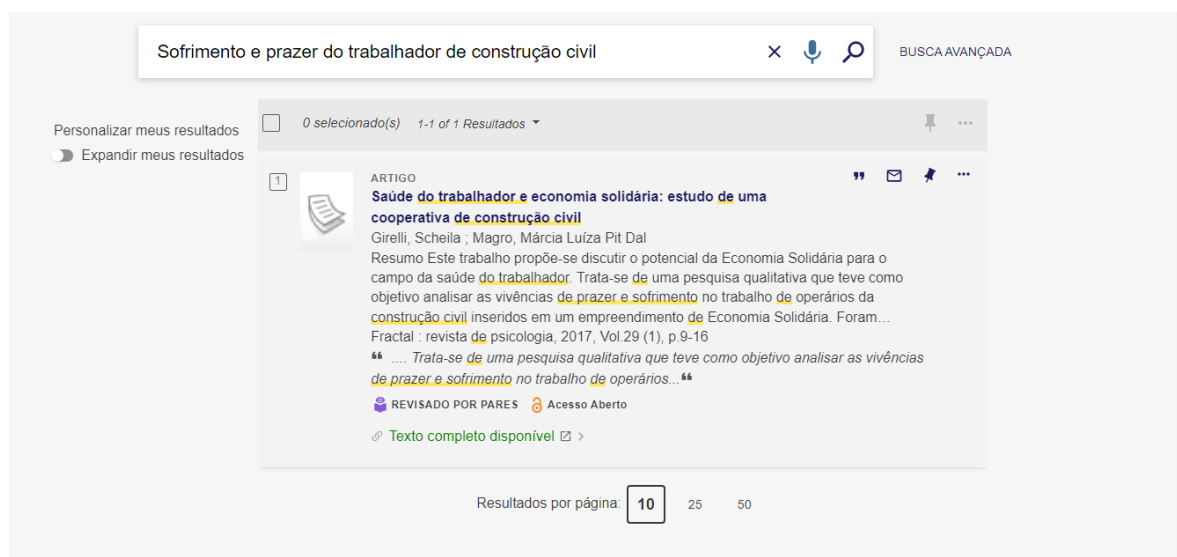 Sofrimento e prazer do trabalhador de construção civil
BUSCA AVANÇADA
Personalizar meus resultados
Expandir meus resultados
0 selecionado(s) 1-1 of 1 Resultados
1
ARTIGO
Saúde do trabalhador e economia solidária: estudo de uma
cooperativa de construção civil
Girelli, Scheila ; Magro, Márcia Luíza Pit Dal
Resumo Este trabalho propõe-se discutir o potencial da Economia Solidária para o
campo da saúde do trabalhador. Trata-se de uma pesquisa qualitativa que teve como
objetivo analisar as vivências de prazer e sofrimento no trabalho de operários da
construção civil inseridos em um empreendimento de Economia Solidária. Foram…
Fractal : revista de psicologia, 2017, Vol.29 (1), p.9-16
❝ .... Trata-se de uma pesquisa qualitativa que teve como objetivo analisar as vivências
de prazer e sofrimento no trabalho de operários...❝
REVISADO POR PARES Acesso Aberto
Texto completo disponível
Resultados por página: 10 25 50